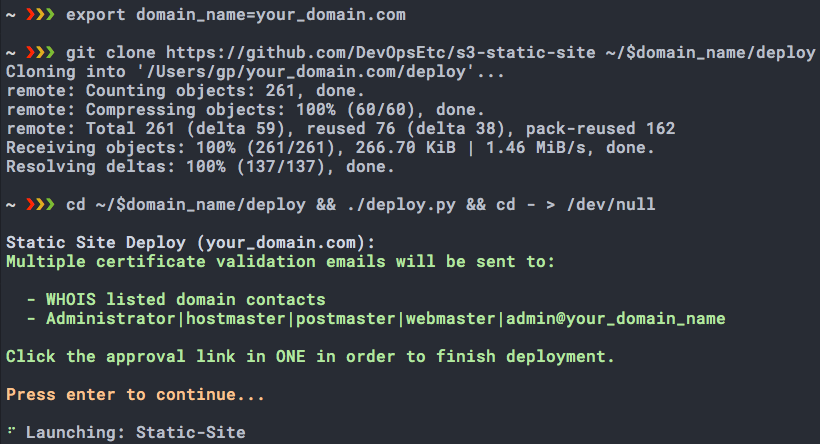 ~ ❯❯❯ export domain_name=your_domain.com
~ ❯❯❯ git clone https://github.com/DevOpsEtc/s3-static-site ~/$domain_name/deploy
Cloning into '/Users/gp/your_domain.com/deploy'...
remote: Counting objects: 261, done.
remote: Compressing objects: 100% (60/60), done.
remote: Total 261 (delta 59), reused 76 (delta 38), pack-reused 162
Receiving objects: 100% (261/261), 266.70 KiB | 1.46 MiB/s, done.
Resolving deltas: 100% (137/137), done.
~ ❯❯❯ cd ~/$domain_name/deploy && ./deploy.py && cd - > /dev/null
Static Site Deploy (your_domain.com):
Multiple certificate validation emails will be sent to:
- WHOIS listed domain contacts
- Administrator|hostmaster|postmaster|webmaster|admin@your_domain_name
Click the approval link in ONE in order to finish deployment.
Press enter to continue...
⠋ Launching: Static-Site